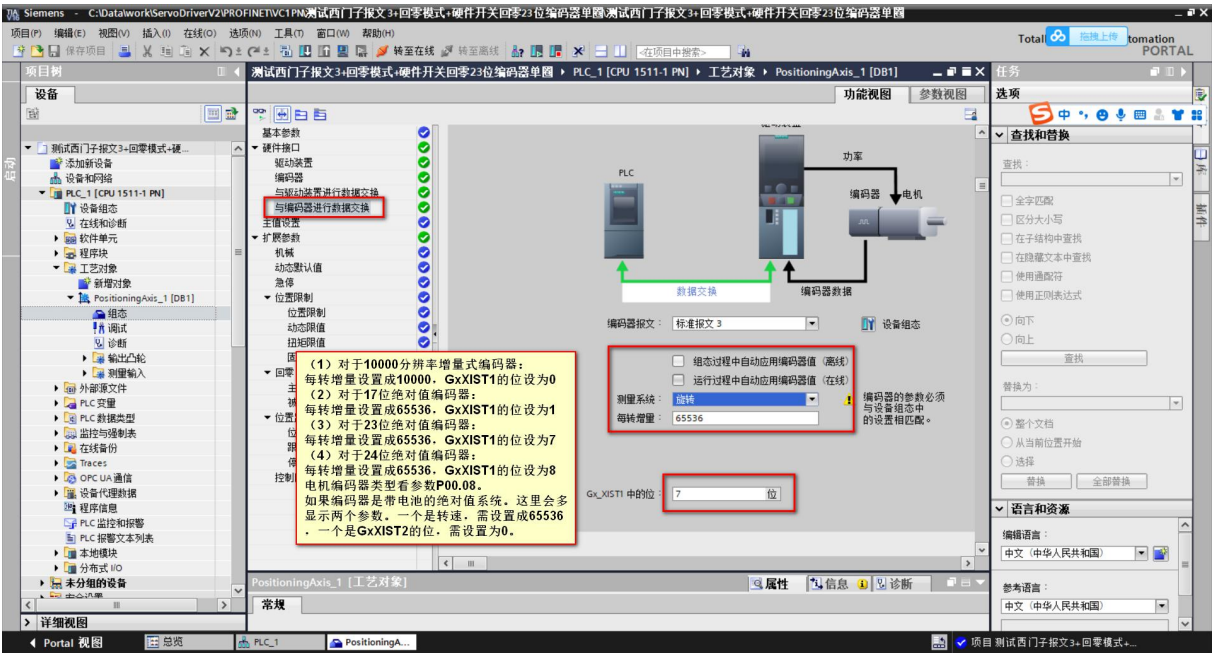 Siemens - C:\Data\work\ServoDriverV2\PROFINET\VC1PN\测试西门子报文3+回零模式+硬件开关回零23位编码器单圈\测试西门子报文3+回零模式+硬件开关回零23位编码器单圈
项目(P) 编辑(E) 视图(V) 插入(I) 在线(O) 选项(N) 工具(T) 窗口(W) 帮助(H)
保存项目 转至在线 转至离线 <在项目中搜索>
拖拽上传
PORTAL
项目树
测试西门子报文3+回零模式+硬件开关回零23位编码器单圈 PLC_1 [CPU 1511-1 PN] 工艺对象 PositioningAxis_1 [DB1]
任务
设备
功能视图 参数视图
选项
启动
测试西门子报文3+回零模式+硬...
添加新设备
设备和网络
PLC_1 [CPU 1511-1 PN]
设备组态
在线和诊断
软件单元
程序块
工艺对象
新增对象
PositioningAxis_1 [DB1]
组态
调试
诊断
输出凸轮
测量输入
外部源文件
PLC 变量
PLC 数据类型
监控与强制表
在线备份
Traces
OPC UA 通信
设备代理数据
程序信息
PLC 监控和报警
PLC 报警文本列表
本地模块
分布式 I/O
未分组的设备
详细视图
基本参数
硬件接口
驱动装置
编码器
与驱动装置进行数据交换
与编码器进行数据交换
主值设置
扩展参数
机械
动态默认值
急停
位置限制
位置限制
动态限值
扭矩限值
PLC
功率
编码器
电机
数据交换
编码器数据
编码器报文： 标准报文 3
设备组态
组态过程中自动应用编码器值（离线）
运行过程中自动应用编码器值（在线）
测量系统： 旋转
每转增量： 65536
编码器的参数必须
与设备组态中
的设置相匹配。
Gx_XIST1 中的位： 7 位
（1）对于10000分辨率增量式编码器：
每转增量设置成10000，GxXIST1的位设为0
（2）对于17位绝对值编码器：
每转增量设置成65536，GxXIST1的位设为1
（3）对于23位绝对值编码器：
每转增量设置成65536，GxXIST1的位设为7
（4）对于24位绝对值编码器：
每转增量设置成65536，GxXIST1的位设为8
电机编码器类型看参数P00.08。
如果编码器是带电池的绝对值系统。这里会多
显示两个参数。一个是转速，需设置成65536
。一个是GxXIST2的位，需设置为0。
PositioningAxis_1 [工艺对象]
属性 信息 诊断
常规
中
查找和替换
查找：
全字匹配
区分大小写
在子结构中查找
在隐藏文本中查找
使用通配符
使用正则表达式
向下
向上
查找
替换为：
整个文档
从当前位置开始
选择
替换 全部替换
语言和资源
编辑语言：
中文（中华人民共和国）
参考语言：
中文（中华人民共和国）
Portal 视图 总览 PLC_1 PositioningA...
项目 测试西门子报文3+回零模式+...